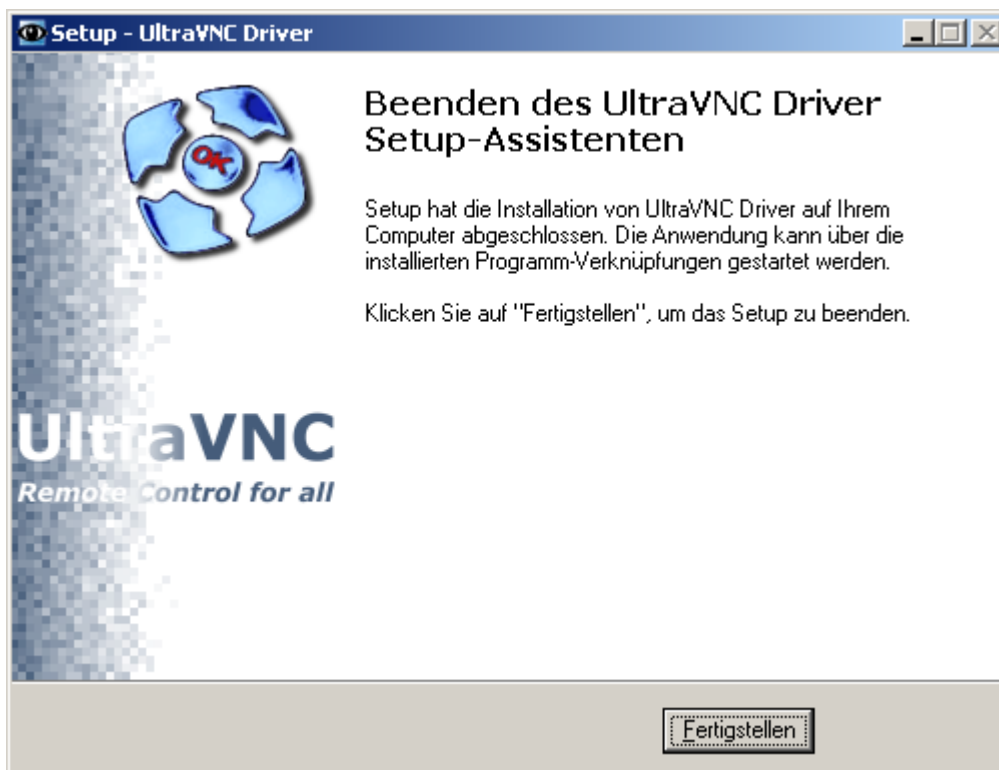 Setup - UltraVNC Driver
Beenden des UltraVNC Driver
Setup-Assistenten
Setup hat die Installation von UltraVNC Driver auf Ihrem
Computer abgeschlossen. Die Anwendung kann über die
installierten Programm-Verknüpfungen gestartet werden.
Klicken Sie auf "Fertigstellen", um das Setup zu beenden.
OK
UltraVNC
Remote Control for all
Fertigstellen